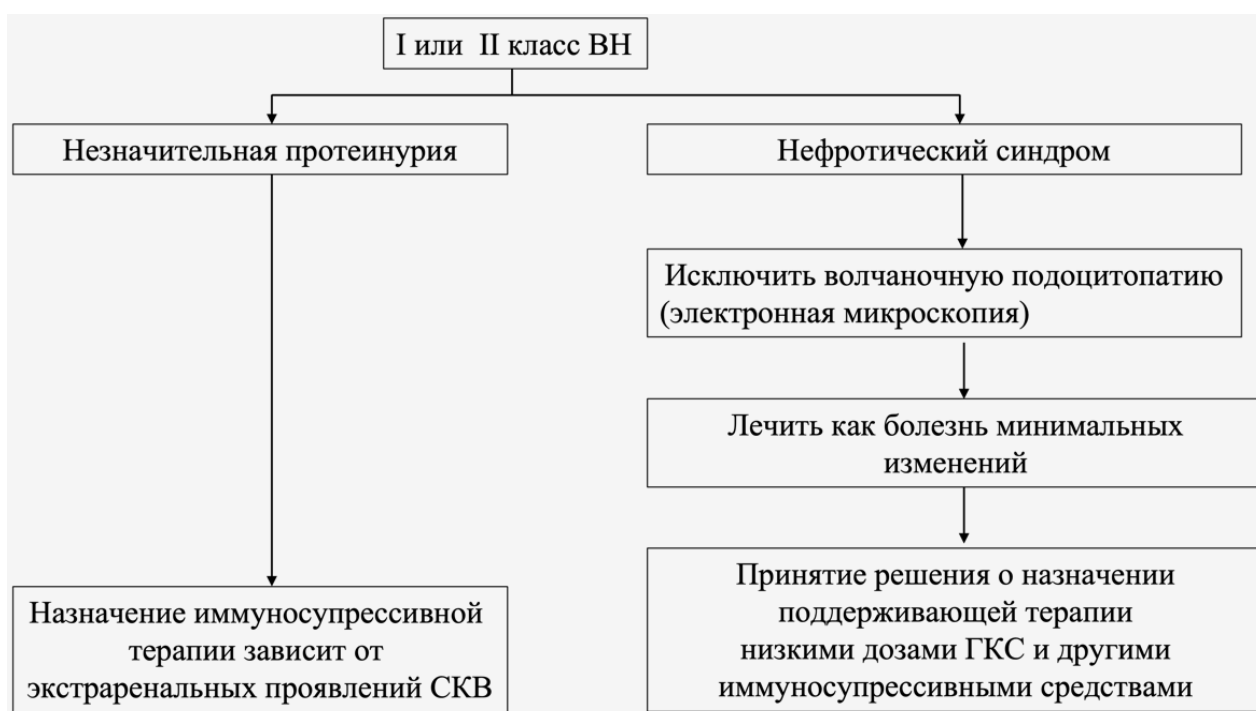 I или II класс ВН
Незначительная протеинурия
Нефротический синдром
Исключить волчаночную подоцитопатию
(электронная микроскопия)
Лечить как болезнь минимальных
изменений
Назначение иммуносупрессивной
терапии зависит от
экстраренальных проявлений СКВ
Принятие решения о назначении
поддерживающей терапии
низкими дозами ГКС и другими
иммуносупрессивными средствами